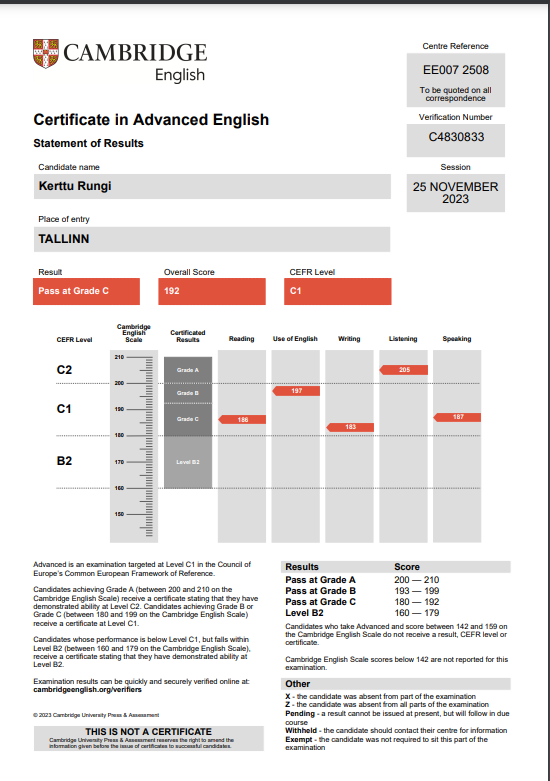 CAMBRIDGE
English
Centre Reference
EE007 2508
To be quoted on all
correspondence
Verification Number
C4830833
Session
25 NOVEMBER
2023
Certificate in Advanced English
Statement of Results
Candidate name
Kerttu Rungi
Place of entry
TALLINN
Result
Overall Score
CEFR Level
Pass at Grade C
192
C1
CEFR Level
Cambridge
English
Scale
Certificated
Results
Reading
Use of English
Writing
Listening
Speaking
210
C2
Grade A
205
200
Grade B
197
C1
190
Grade C
186
183
187
180
B2
170
Level B2
160
150
Advanced is an examination targeted at Level C1 in the Council of
Europe's Common European Framework of Reference.
Candidates achieving Grade A (between 200 and 210 on the
Cambridge English Scale) receive a certificate stating that they have
demonstrated ability at Level C2. Candidates achieving Grade B or
Grade C (between 180 and 199 on the Cambridge English Scale)
receive a certificate at Level C1.
Candidates whose performance is below Level C1, but falls within
Level B2 (between 160 and 179 on the Cambridge English Scale),
receive a certificate stating that they have demonstrated ability at
Level B2.
Examination results can be quickly and securely verified online at:
cambridgeenglish.org/verifiers
© 2023 Cambridge University Press & Assessment
THIS IS NOT A CERTIFICATE
Cambridge University Press & Assessment reserves the right to amend the
information given before the issue of certificates to successful candidates.
Results Score
Pass at Grade A 200 — 210
Pass at Grade B 193 — 199
Pass at Grade C 180 — 192
Level B2 160 — 179
Candidates who take Advanced and score between 142 and 159 on
the Cambridge English Scale do not receive a result, CEFR level or
certificate.
Cambridge English Scale scores below 142 are not reported for this
examination.
Other
X - the candidate was absent from part of the examination
Z - the candidate was absent from all parts of the examination
Pending - a result cannot be issued at present, but will follow in due
course
Withheld - the candidate should contact their centre for information
Exempt - the candidate was not required to sit this part of the
examination